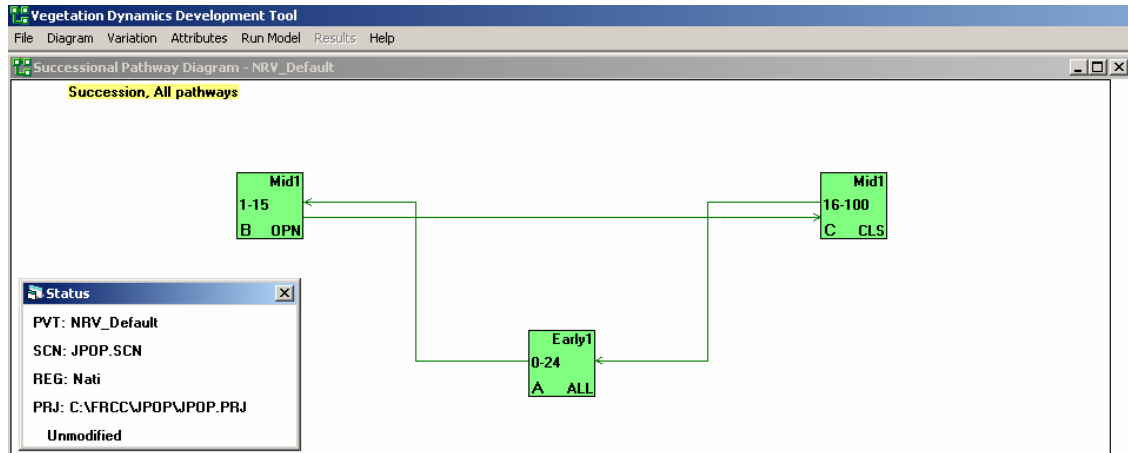 Vegetation Dynamics Development Tool
File Diagram Variation Attributes Run Model Results Help
Successional Pathway Diagram - NRV_Default
Succession, All pathways
Mid1
1-15
B OPN
Mid1
16-100
C CLS
Early1
0-24
A ALL
Status
PVT: NRV_Default
SCN: JPOP.SCN
REG: Nati
PRJ: C:\FRCC\JPOP\JPOP.PRJ
Unmodified